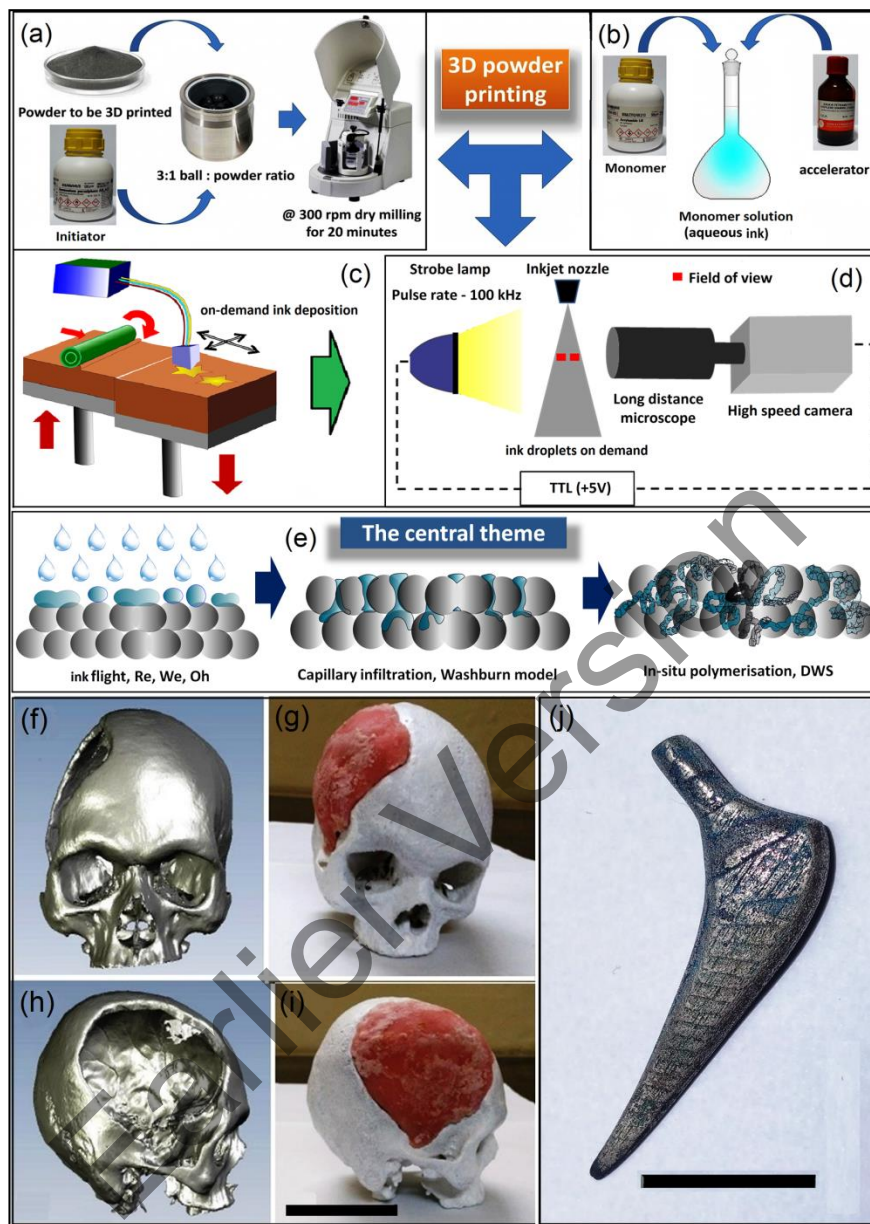 (a)
Powder to be 3D printed
Initiator
3:1 ball : powder ratio
@ 300 rpm dry milling
for 20 minutes
3D powder
printing
(b)
Monomer
accelerator
Monomer solution
(aqueous ink)
(c)
on-demand ink deposition
(d)
Strobe lamp
Pulse rate - 100 kHz
Inkjet nozzle
Field of view
Long distance
microscope
High speed camera
ink droplets on demand
TTL (+5V)
(e)
The central theme
ink flight, Re, We, Oh
Capillary infiltration, Washburn model
In-situ polymerisation, DWS
(f)
(g)
(h)
(i)
(j)
Earlier Version